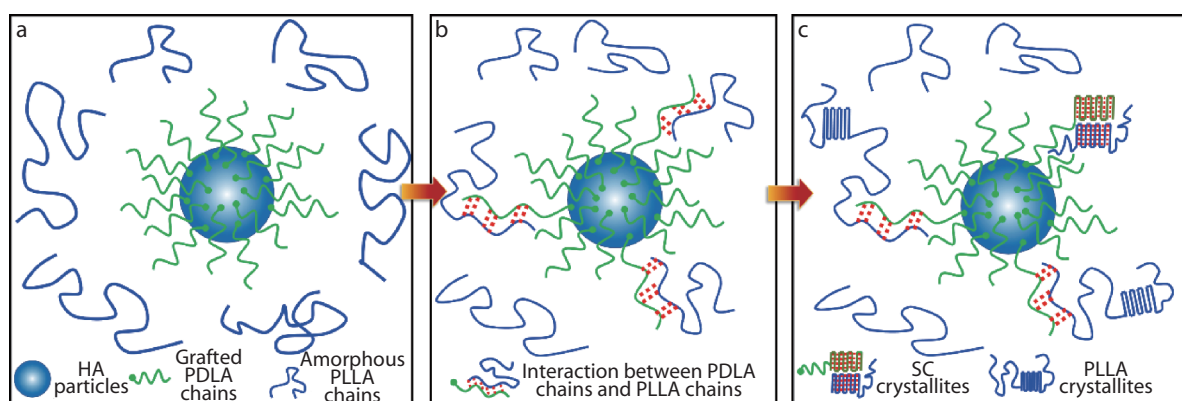 a
HA
particles
Grafted
PDLA
chains
Amorphous
PLLA
chains
b
Interaction between PDLA
chains and PLLA chains
c
SC
crystallites
PLLA
crystallites